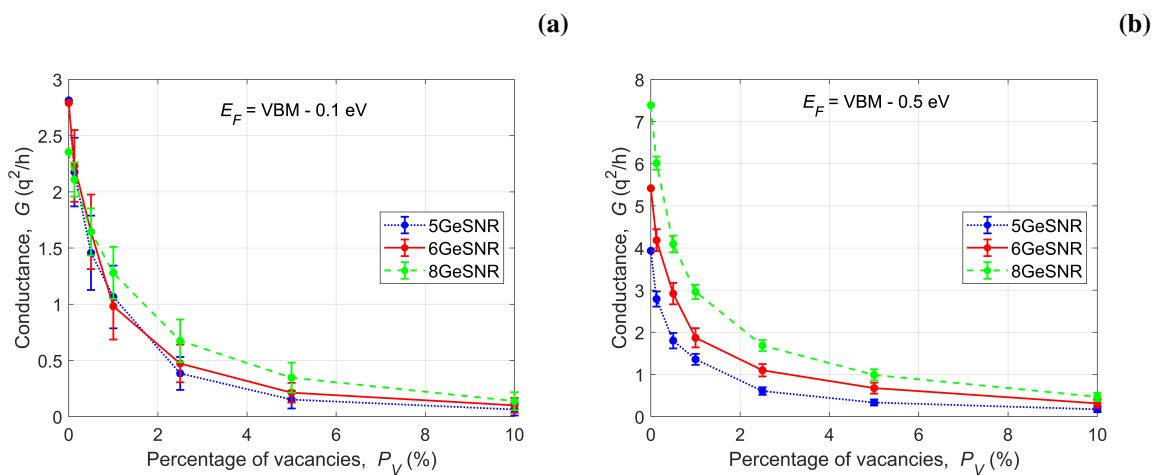 (a)
3
2.5
2
1.5
1
0.5
0
0 2 4 6 8 10
Conductance, G (q²/h)
Percentage of vacancies, P_V (%)
E_F = VBM - 0.1 eV
5GeSNR
6GeSNR
8GeSNR
(b)
8
7
6
5
4
3
2
1
0
0 2 4 6 8 10
Conductance, G (q²/h)
Percentage of vacancies, P_V (%)
E_F = VBM - 0.5 eV
5GeSNR
6GeSNR
8GeSNR